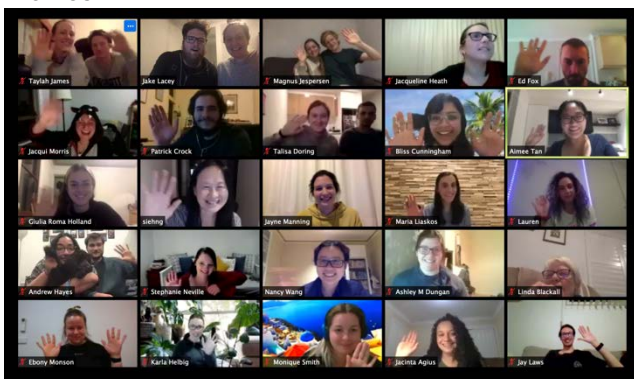 Taylah James
Jake Lacey
Magnus Jespersen
Jacqueline Heath
Ed Fox
Jacqui Morris
Patrick Crock
Talisa Doring
Bliss Cunningham
Aimee Tan
Giulia Roma Holland
siehng
Jayne Manning
Maria Liaskos
Lauren
Andrew Hayes
Stephanie Neville
Nancy Wang
Ashley M Dungan
Linda Blackall
Ebony Monson
Karla Helbig
Monique Smith
Jacinta Agius
Jay Laws